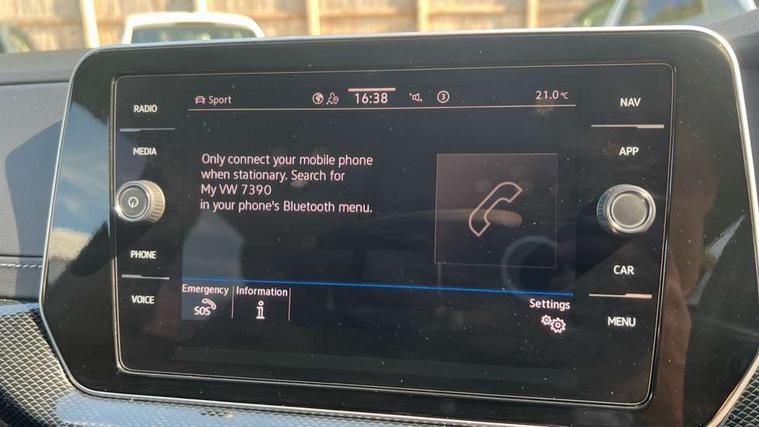 RADIO
MEDIA
PHONE
VOICE
Sport
16:38
3
21.0°C
Only connect your mobile phone
when stationary. Search for
My VW 7390
in your phone's Bluetooth menu.
Emergency
SOS
Information
i
Settings
NAV
APP
CAR
MENU